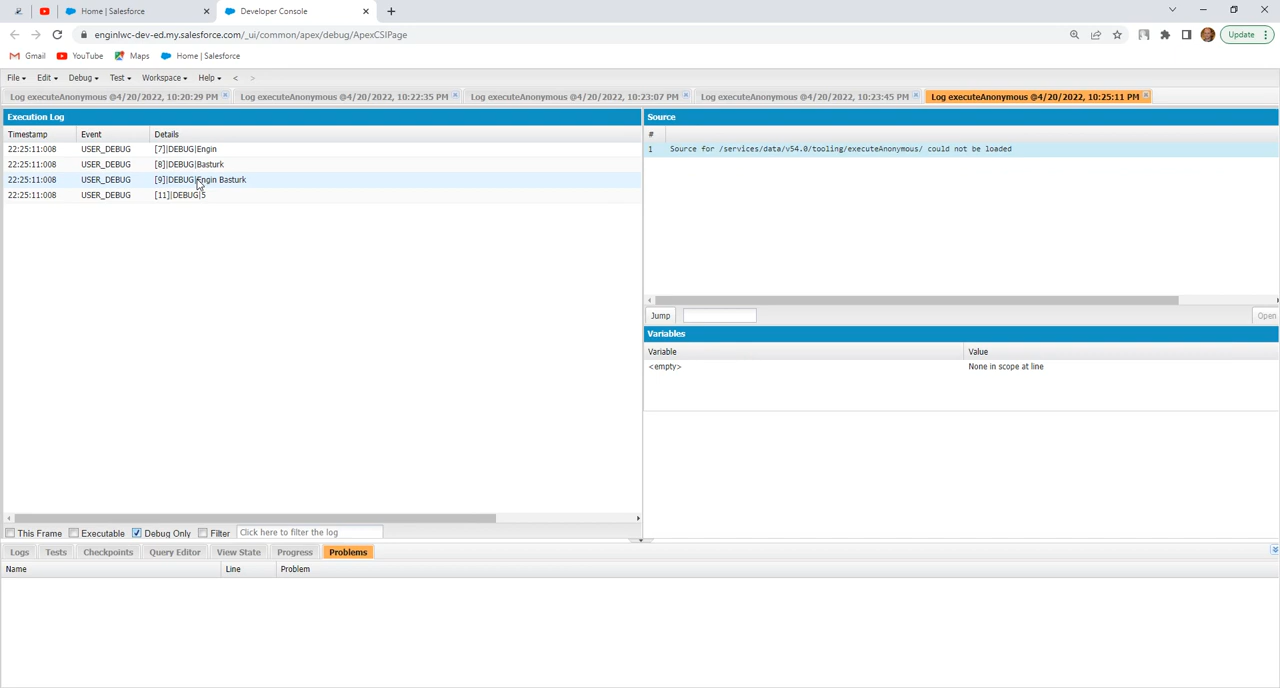 Home | Salesforce
Developer Console
enginlwc-dev-ed.my.salesforce.com/_ui/common/apex/debug/ApexCSIPage
Update
Gmail
YouTube
Maps
Home | Salesforce
File Edit Debug Test Workspace Help < >
Log executeAnonymous @4/20/2022, 10:20:29 PM
Log executeAnonymous @4/20/2022, 10:22:35 PM
Log executeAnonymous @4/20/2022, 10:23:07 PM
Log executeAnonymous @4/20/2022, 10:23:45 PM
Log executeAnonymous @4/20/2022, 10:25:11 PM
Execution Log
Timestamp Event Details
22:25:11:008 USER_DEBUG [7]|DEBUG|Engin
22:25:11:008 USER_DEBUG [8]|DEBUG|Basturk
22:25:11:008 USER_DEBUG [9]|DEBUG|Engin Basturk
22:25:11:008 USER_DEBUG [11]|DEBUG|5
This Frame Executable Debug Only Filter Click here to filter the log
Source
#
1 Source for /services/data/v54.0/tooling/executeAnonymous/ could not be loaded
Jump
Open
Variables
Variable Value
<empty> None in scope at line
Logs Tests Checkpoints Query Editor View State Progress Problems
Name Line Problem